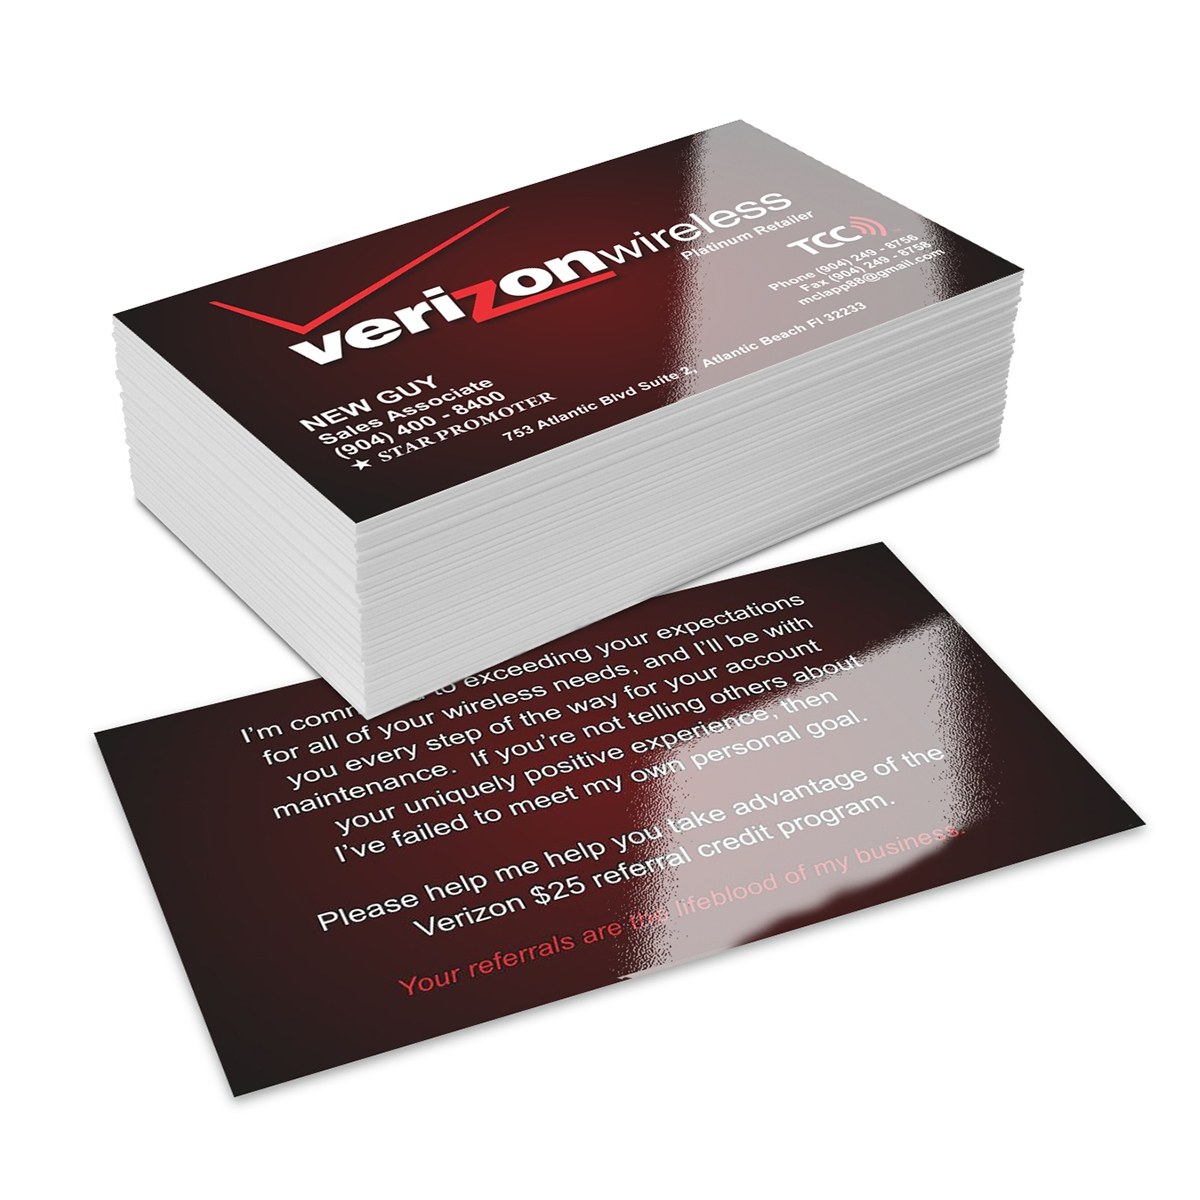 verizonwireless
Platinum Retailer
TCC
Phone (904) 249 - 8756
Fax (904) 249 - 8758
mclapp88@gmail.com
NEW GUY
Sales Associate
(904) 400 - 8400
★ STAR PROMOTER
753 Atlantic Blvd Suite 2, Atlantic Beach Fl 32233
I'm to exceeding your expectations
for all of your wireless needs, and I'll be with
you every step of the way for your account
maintenance. If you're not telling others about
your uniquely positive experience, then
I've failed to meet my own personal goal.
Please help me help you take advantage of the
Verizon $25 referral credit program.
Your referrals are the lifeblood of my business.